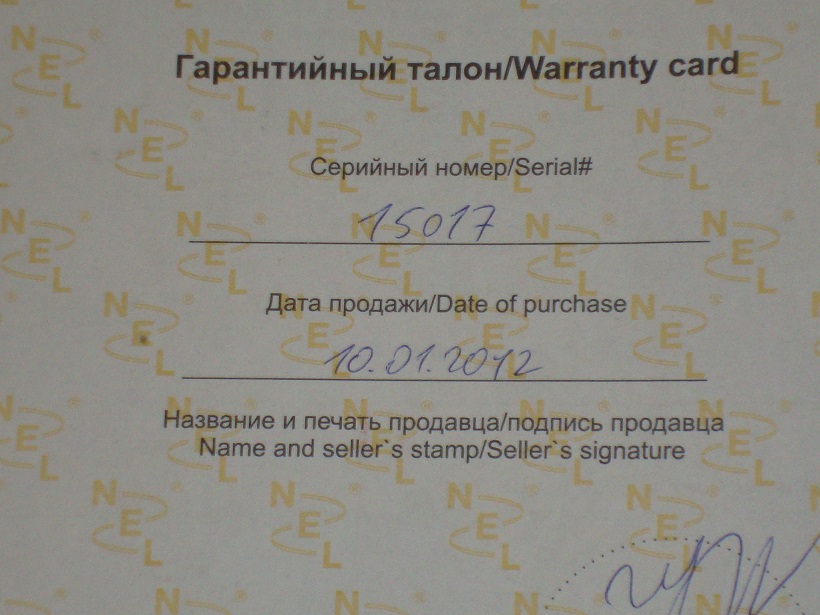 Гарантийный талон/Warranty card
Серийный номер/Serial#
15017
Дата продажи/Date of purchase
10.01.2012
Название и печать продавца/подпись продавца
Name and seller`s stamp/Seller`s signature
NEL®